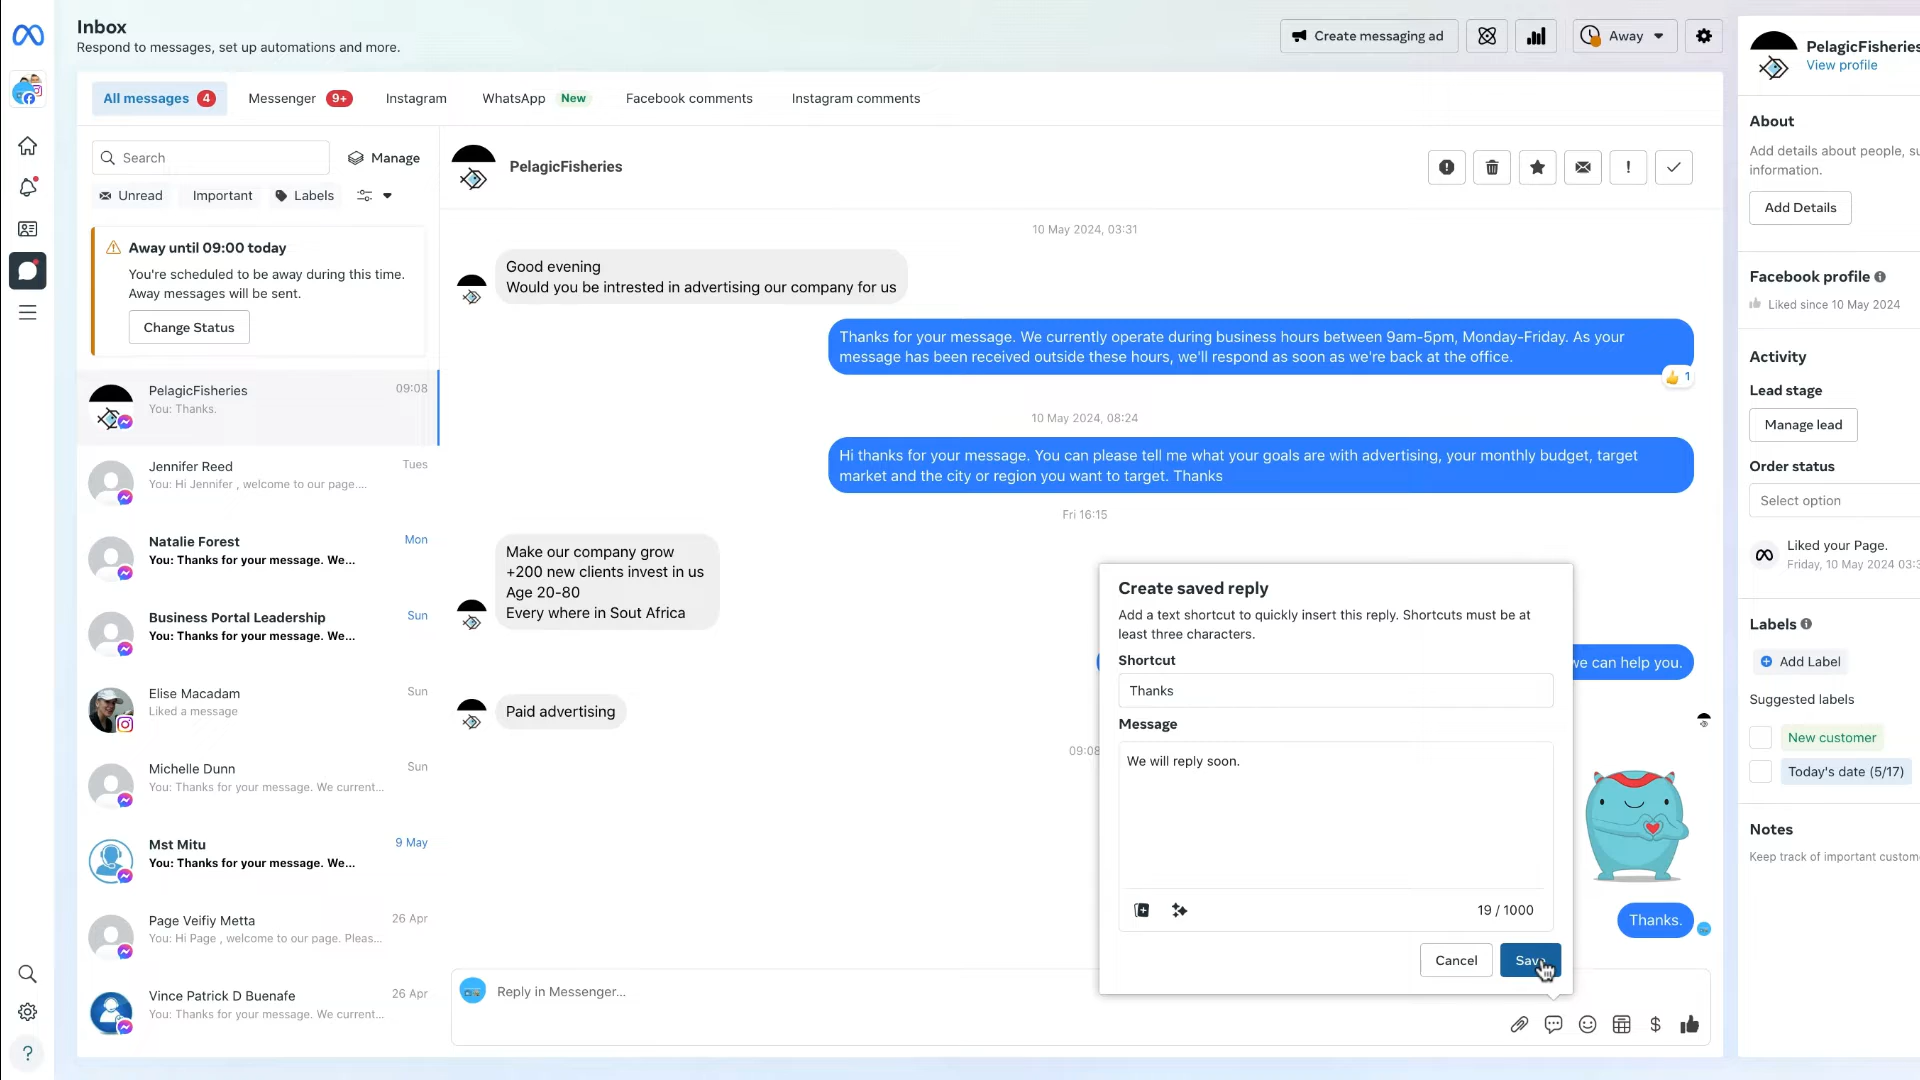 Inbox
Respond to messages, set up automations and more.
Create messaging ad
Away
All messages 4
Messenger 9+
Instagram
WhatsApp New
Facebook comments
Instagram comments
Search
Manage
Unread
Important
Labels
Away until 09:00 today
You're scheduled to be away during this time.
Away messages will be sent.
Change Status
PelagicFisheries 09:08
You: Thanks.
Jennifer Reed Tues
You: Hi Jennifer , welcome to our page....
Natalie Forest Mon
You: Thanks for your message. We...
Business Portal Leadership Sun
You: Thanks for your message. We...
Elise Macadam Sun
Liked a message
Michelle Dunn Sun
You: Thanks for your message. We current...
Mst Mitu 9 May
You: Thanks for your message. We...
Page Veifiy Metta 26 Apr
You: Hi Page , welcome to our page. Pleas...
Vince Patrick D Buenafe 26 Apr
You: Thanks for your message. We current...
PelagicFisheries
10 May 2024, 03:31
Good evening
Would you be intrested in advertising our company for us
Thanks for your message. We currently operate during business hours between 9am-5pm, Monday-Friday. As your
message has been received outside these hours, we'll respond as soon as we're back at the office.
1
10 May 2024, 08:24
Hi thanks for your message. You can please tell me what your goals are with advertising, your monthly budget, target
market and the city or region you want to target. Thanks
Fri 16:15
Make our company grow
+200 new clients invest in us
Age 20-80
Every where in Sout Africa
we can help you.
Paid advertising
09:08
Thanks.
Reply in Messenger...
Create saved reply
Add a text shortcut to quickly insert this reply. Shortcuts must be at
least three characters.
Shortcut
Thanks
Message
We will reply soon.
19 / 1000
Cancel
Save
PelagicFisheries
View profile
About
Add details about people, su
information.
Add Details
Facebook profile
Liked since 10 May 2024
Activity
Lead stage
Manage lead
Order status
Select option
Liked your Page.
Friday, 10 May 2024 03:3
Labels
Add Label
Suggested labels
New customer
Today's date (5/17)
Notes
Keep track of important custome